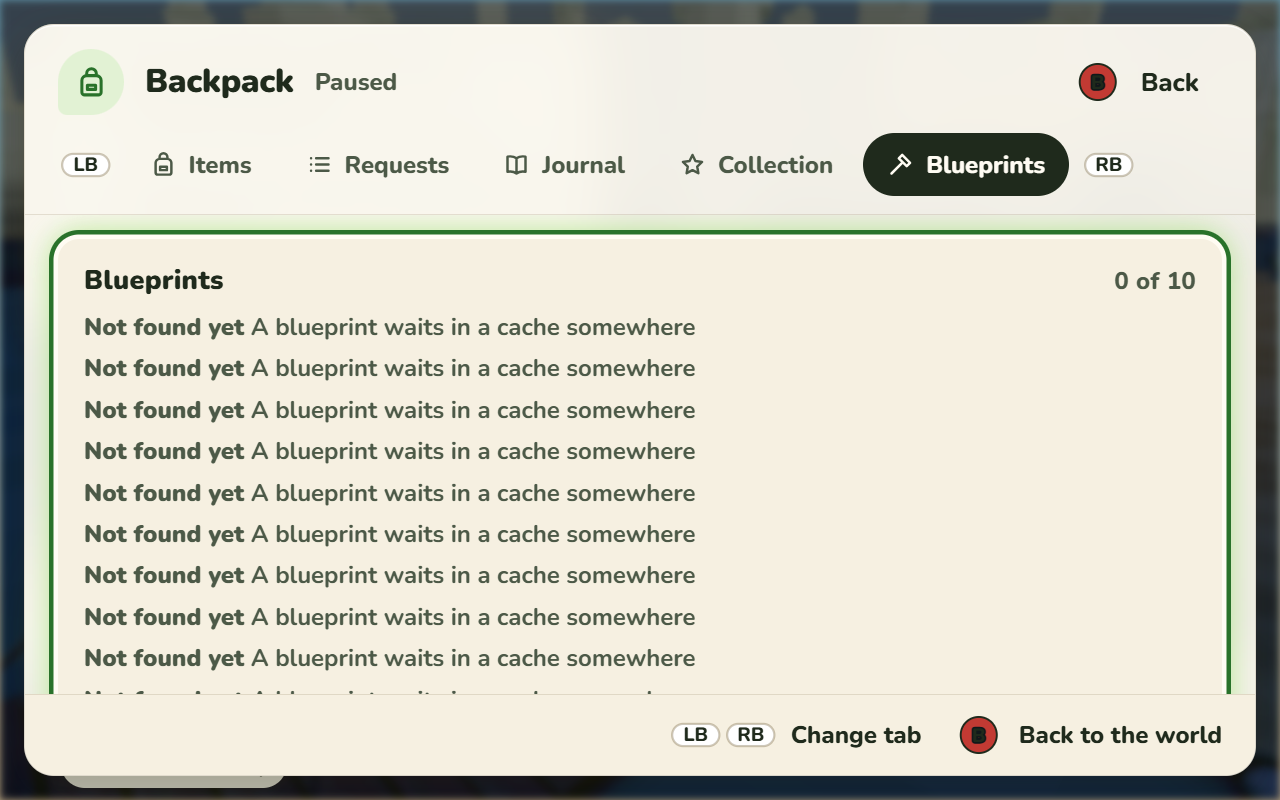 Backpack Paused
B Back
LB Items Requests Journal Collection Blueprints RB
Blueprints 0 of 10
Not found yet A blueprint waits in a cache somewhere
Not found yet A blueprint waits in a cache somewhere
Not found yet A blueprint waits in a cache somewhere
Not found yet A blueprint waits in a cache somewhere
Not found yet A blueprint waits in a cache somewhere
Not found yet A blueprint waits in a cache somewhere
Not found yet A blueprint waits in a cache somewhere
Not found yet A blueprint waits in a cache somewhere
Not found yet A blueprint waits in a cache somewhere
LB RB Change tab B Back to the world